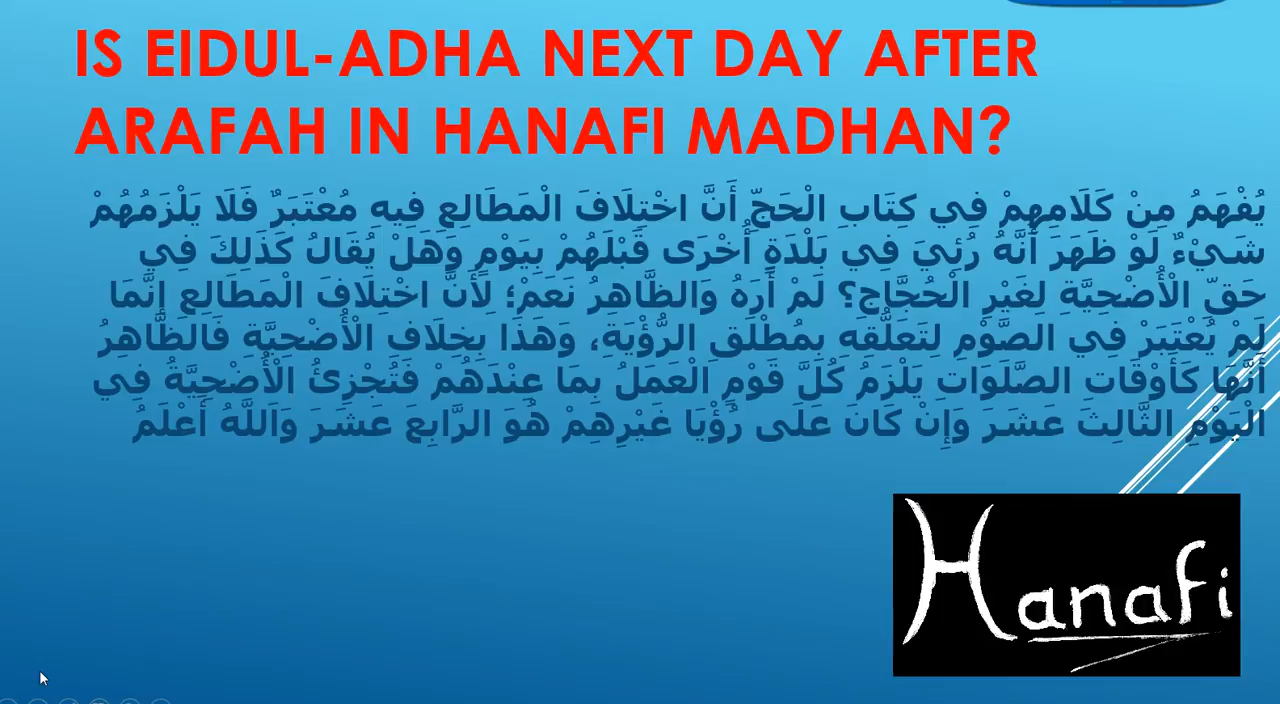 IS EIDUL-ADHA NEXT DAY AFTER
ARAFAH IN HANAFI MADHAN?
يُفْهَمُ مِنْ كَلَامِهِمْ فِي كِتَابِ الْحَجِّ أَنَّ اخْتِلَافَ الْمَطَالِعِ فِيهِ مُعْتَبَرٌ فَلَا يَلْزَمُهُمْ
شَيْءٌ لَوْ ظَهَرَ أَنَّهُ رُئِيَ فِي بَلْدَةٍ أُخْرَى قَبْلَهُمْ بِيَوْمٍ وَهَلْ يُقَالُ كَذَلِكَ فِي
حَقِّ الْأُضْحِيَّةِ لِغَيْرِ الْحُجَّاجِ؟ لَمْ أَرَهُ وَالظَّاهِرُ نَعَمْ؛ لِأَنَّ اخْتِلَافَ الْمَطَالِعِ إنَّمَا
لَمْ يُعْتَبَرْ فِي الصَّوْمِ لِتَعَلُّقِهِ بِمُطْلَقِ الرُّؤْيَةِ، وَهَذَا بِخِلَافِ الْأُضْحِيَّةِ فَالظَّاهِرُ
أَنَّهَا كَأَوْقَاتِ الصَّلَوَاتِ يَلْزَمُ كُلَّ قَوْمٍ الْعَمَلُ بِمَا عِنْدَهُمْ فَتُجْزِئُ الْأُضْحِيَّةُ فِي
الْيَوْمِ الثَّالِثَ عَشَرَ وَإِنْ كَانَ عَلَى رُؤْيَا غَيْرِهِمْ هُوَ الرَّابِعَ عَشَرَ وَاَللَّهُ أَعْلَمُ
Hanafi